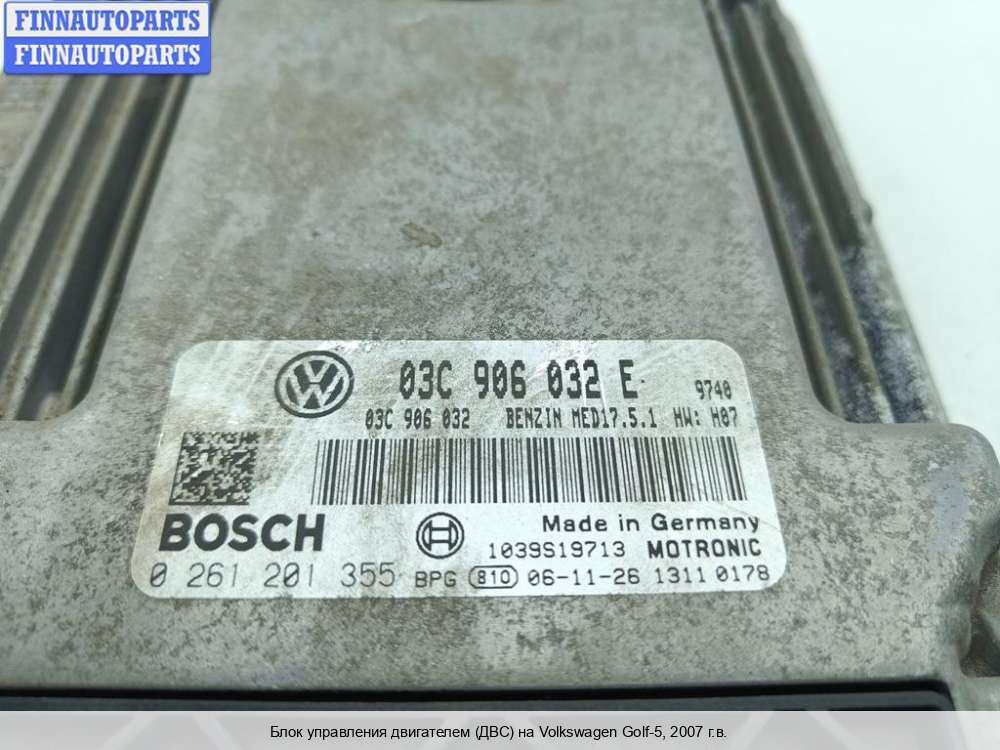 FINNAUTOPARTS
FINNAUTOPARTS
03C 906 032 E 9740
03C 906 032 BENZIN MED17.5.1 HW: H07
BOSCH
Made in Germany
1039S19713 MOTRONIC
0 261 201 355 BPG 810 06-11-26 1311 0178
Блок управления двигателем (ДВС) на Volkswagen Golf-5, 2007 г.в.